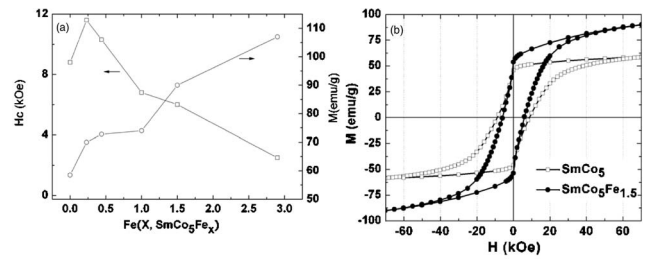 (a)
Hc (kOe)
12
8
4
0
0.0 0.5 1.0 1.5 2.0 2.5 3.0
Fe(X, SmCo5Fex)
110
100
90
80
70
60
50
M(emu/g)
(b)
M (emu/g)
100
75
50
25
0
-25
-50
-75
-100
-60 -40 -20 0 20 40 60
H (kOe)
SmCo5
SmCo5Fe1.5